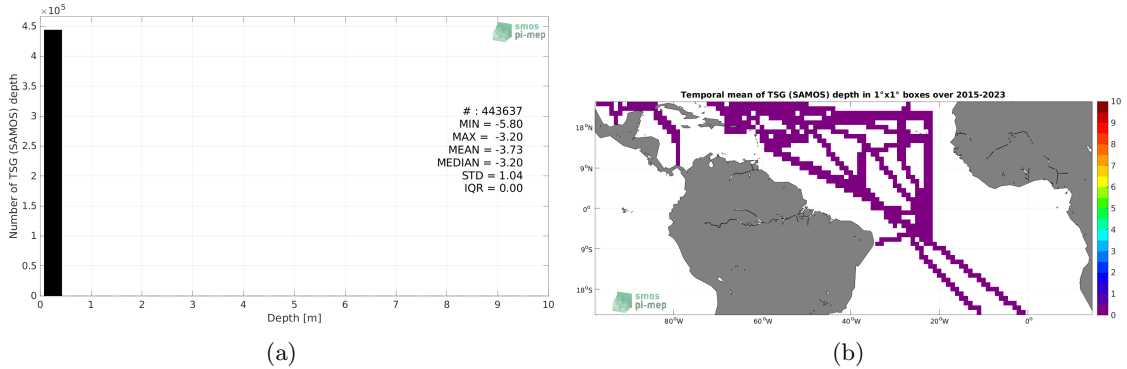 ×10⁵
4.5
4
3.5
3
2.5
2
1.5
1
0.5
0
Number of TSG (SAMOS) depth
smos
pi-mep
# : 443637
MIN = -5.80
MAX = -3.20
MEAN = -3.73
MEDIAN = -3.20
STD = 1.04
IQR = 0.00
0 1 2 3 4 5 6 7 8 9 10
Depth [m]
(a)
Temporal mean of TSG (SAMOS) depth in 1°x1° boxes over 2015-2023
18°N
9°N
0°
9°S
18°S
smos
pi-mep
80°W 60°W 40°W 20°W 0°
10
9
8
7
6
5
4
3
2
1
0
(b)